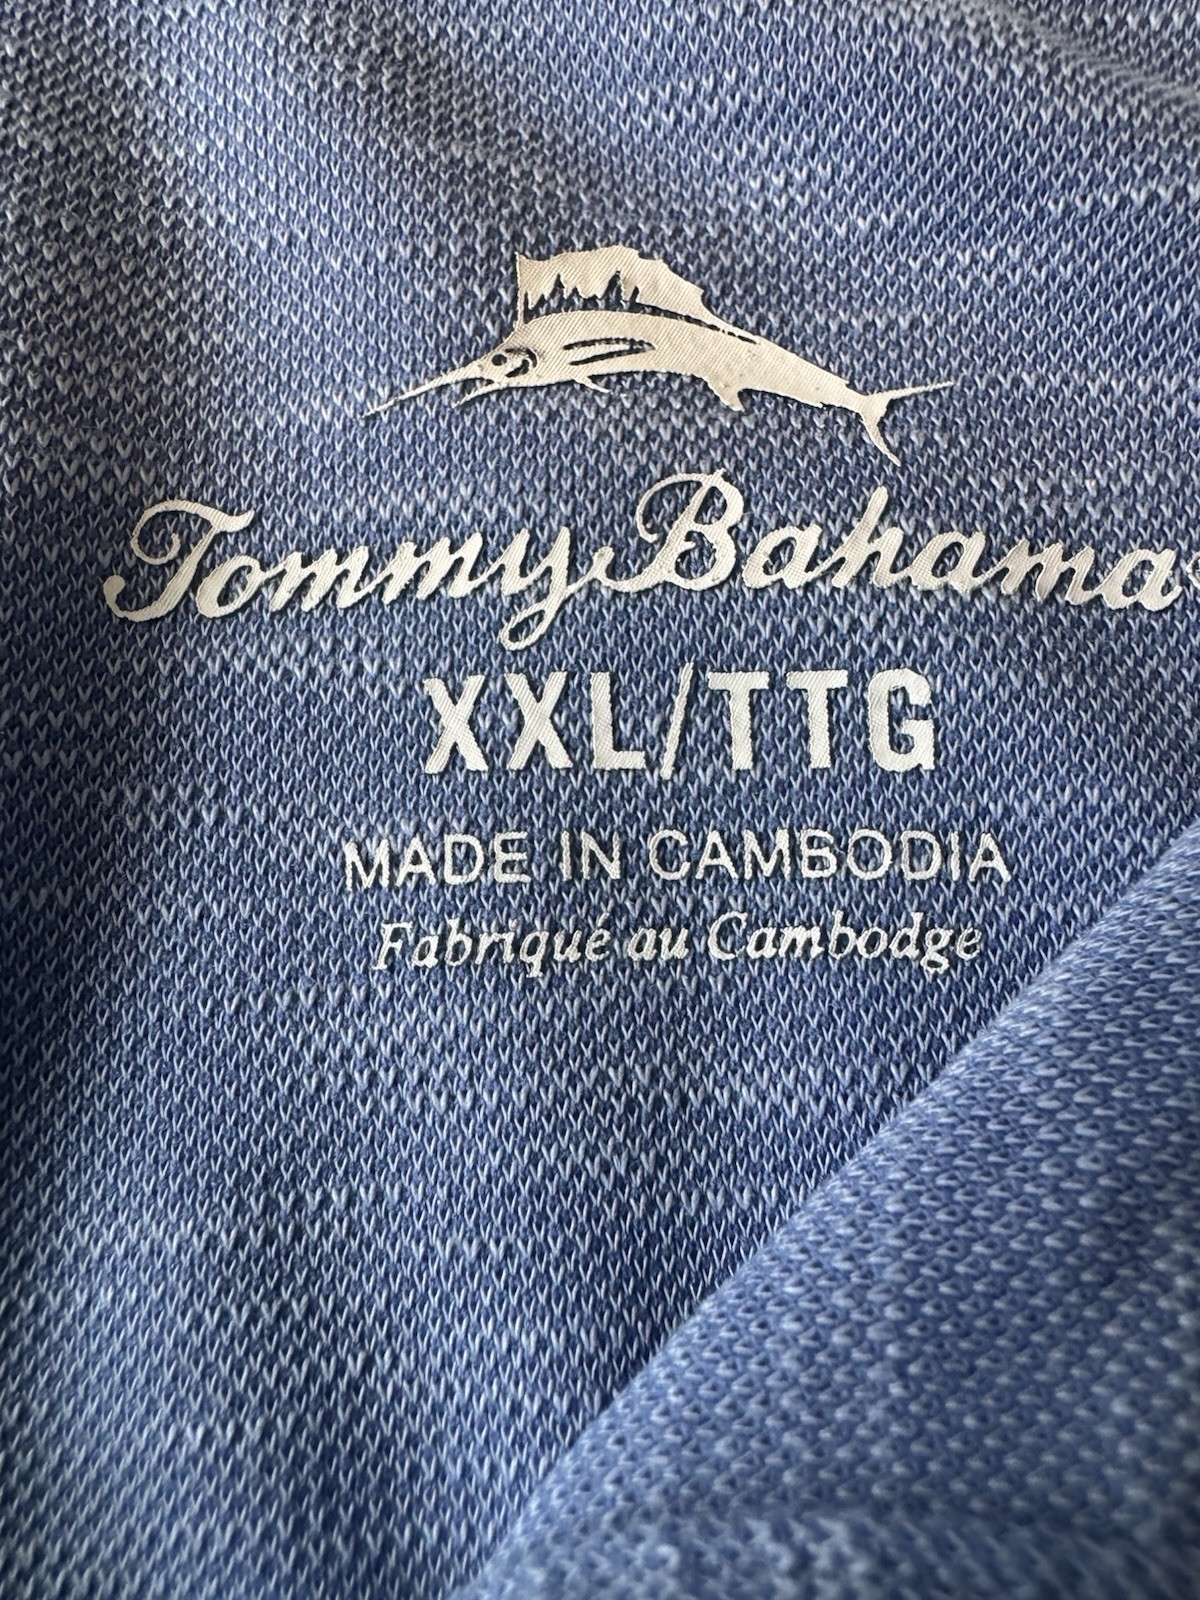 Tommy Bahama
XXL/TTG
MADE IN CAMBODIA
Fabriqué au Cambodge